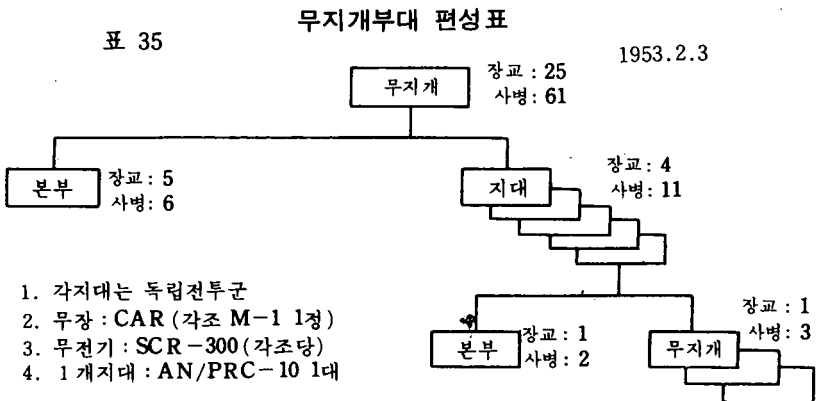 무지개부대 편성표
표 35
1953.2.3
무지개
장교 : 25
사병 : 61
본부
장교 : 5
사병 : 6
지대
장교 : 4
사병 : 11
1. 각지대는 독립전투군
2. 무장 : CAR (각조 M-1 1정)
3. 무전기 : SCR-300 (각조당)
4. 1개지대 : AN/PRC-10 1대
본부
장교 : 1
사병 : 2
무지개
장교 : 1
사병 : 3